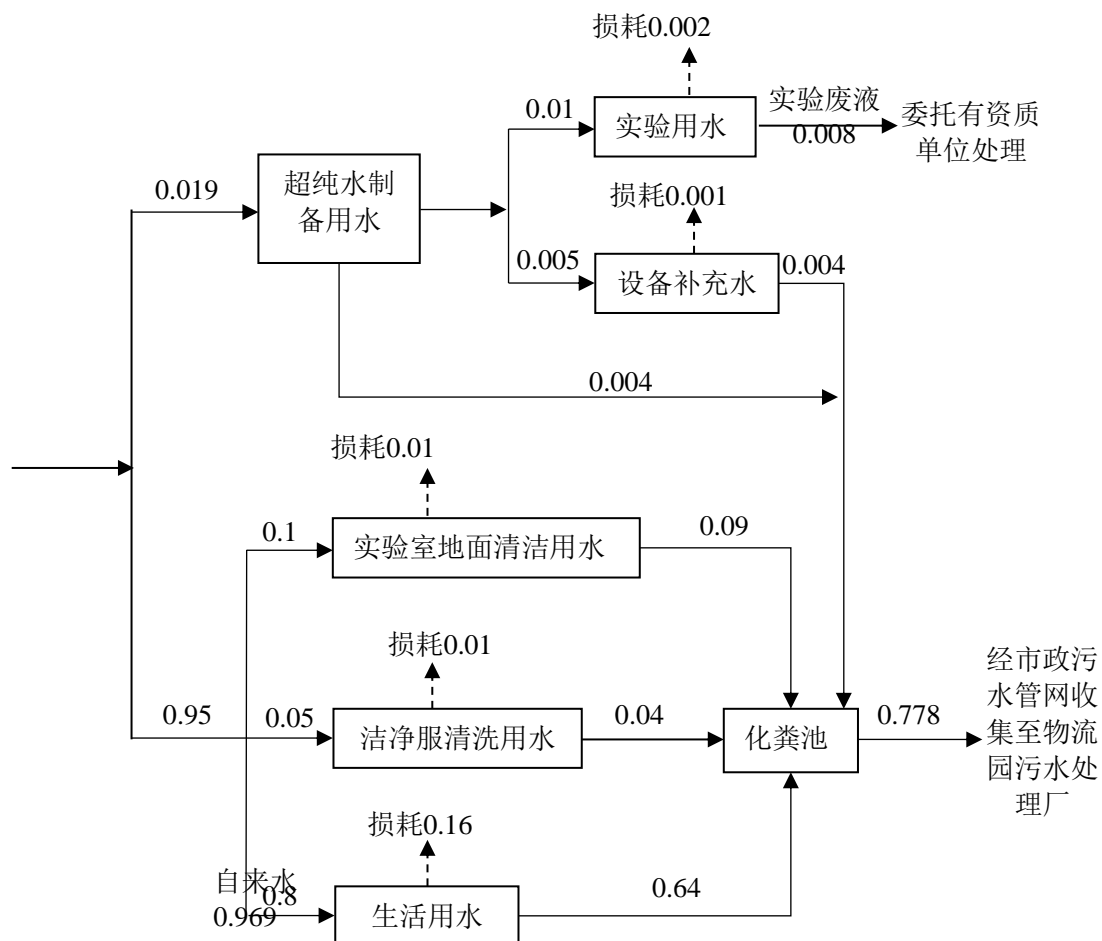 损耗0.002
0.01
实验用水
实验废液
0.008
委托有资质
单位处理
0.019
超纯水制
备用水
损耗0.001
0.005
设备补充水
0.004
0.004
损耗0.01
0.1
实验室地面清洁用水
0.09
损耗0.01
0.95
0.05
洁净服清洗用水
0.04
化粪池
0.778
经市政污
水管网收
集至物流
园污水处
理厂
损耗0.16
自来水
0.969
0.8
生活用水
0.64